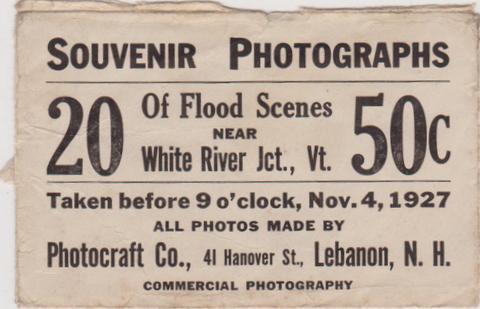 SOUVENIR PHOTOGRAPHS
20 Of Flood Scenes 50c
NEAR
White River Jct., Vt.
Taken before 9 o'clock, Nov. 4, 1927
ALL PHOTOS MADE BY
Photocraft Co., 41 Hanover St., Lebanon, N. H.
COMMERCIAL PHOTOGRAPHY